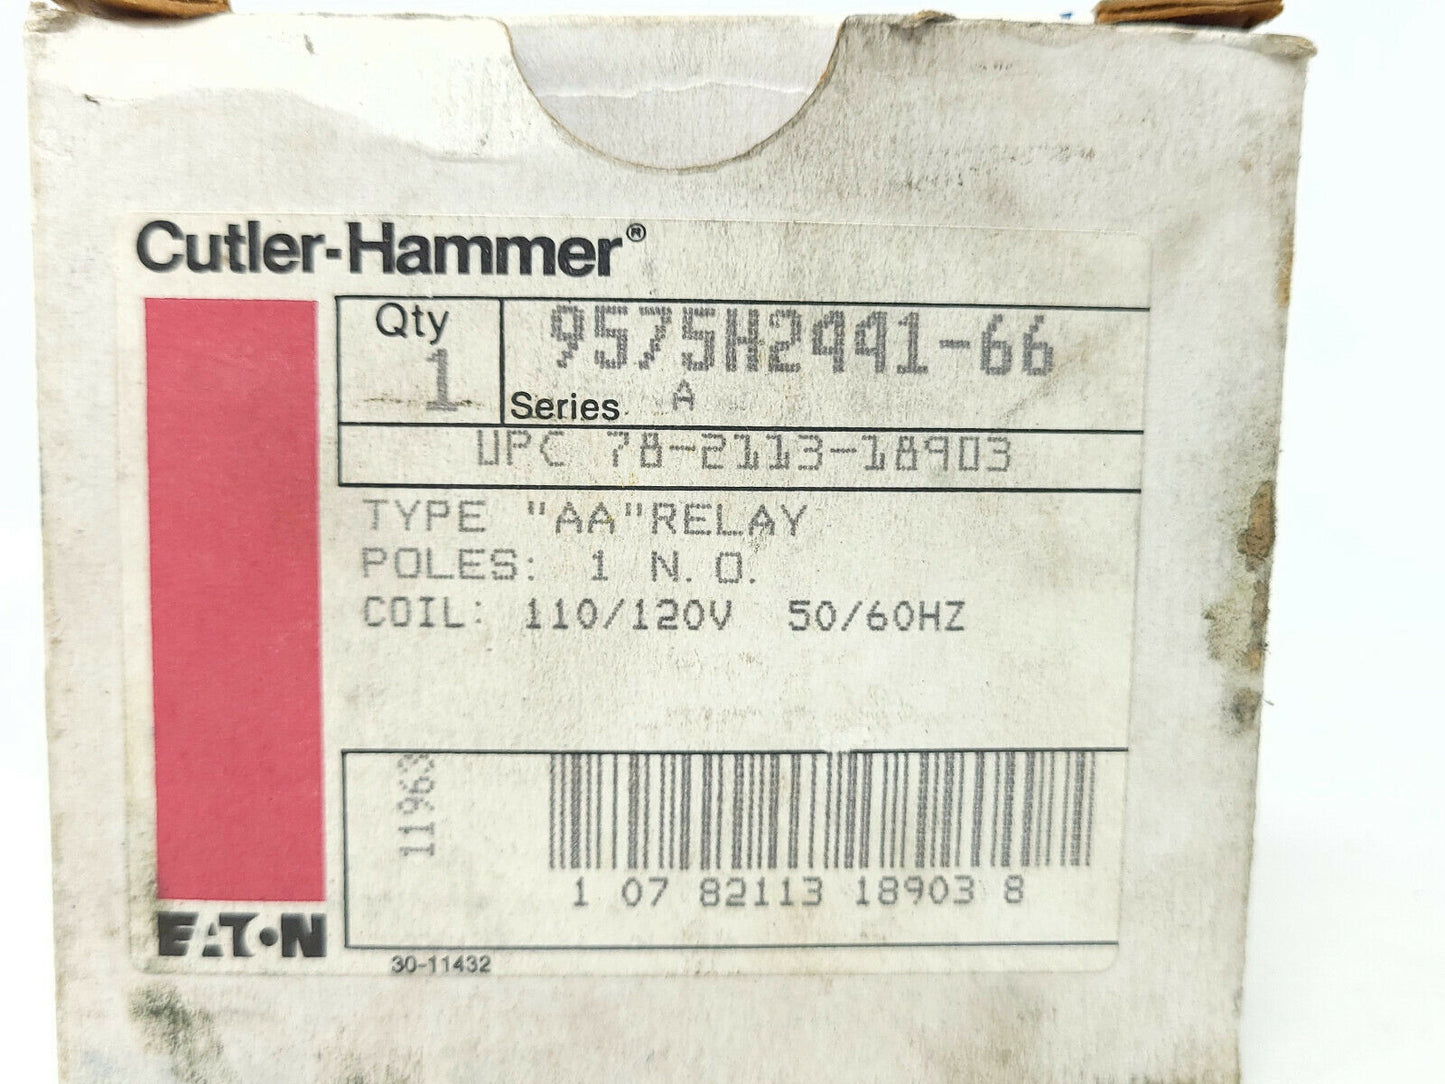 Cutler-Hammer®
Qty
1
9575H2991-66
Series A
UPC 78-2113-18903
TYPE "AA"RELAY
POLES: 1 N.O.
COIL: 110/120V 50/60HZ
11963
1 07 82113 18903 8
EATON
30-11432